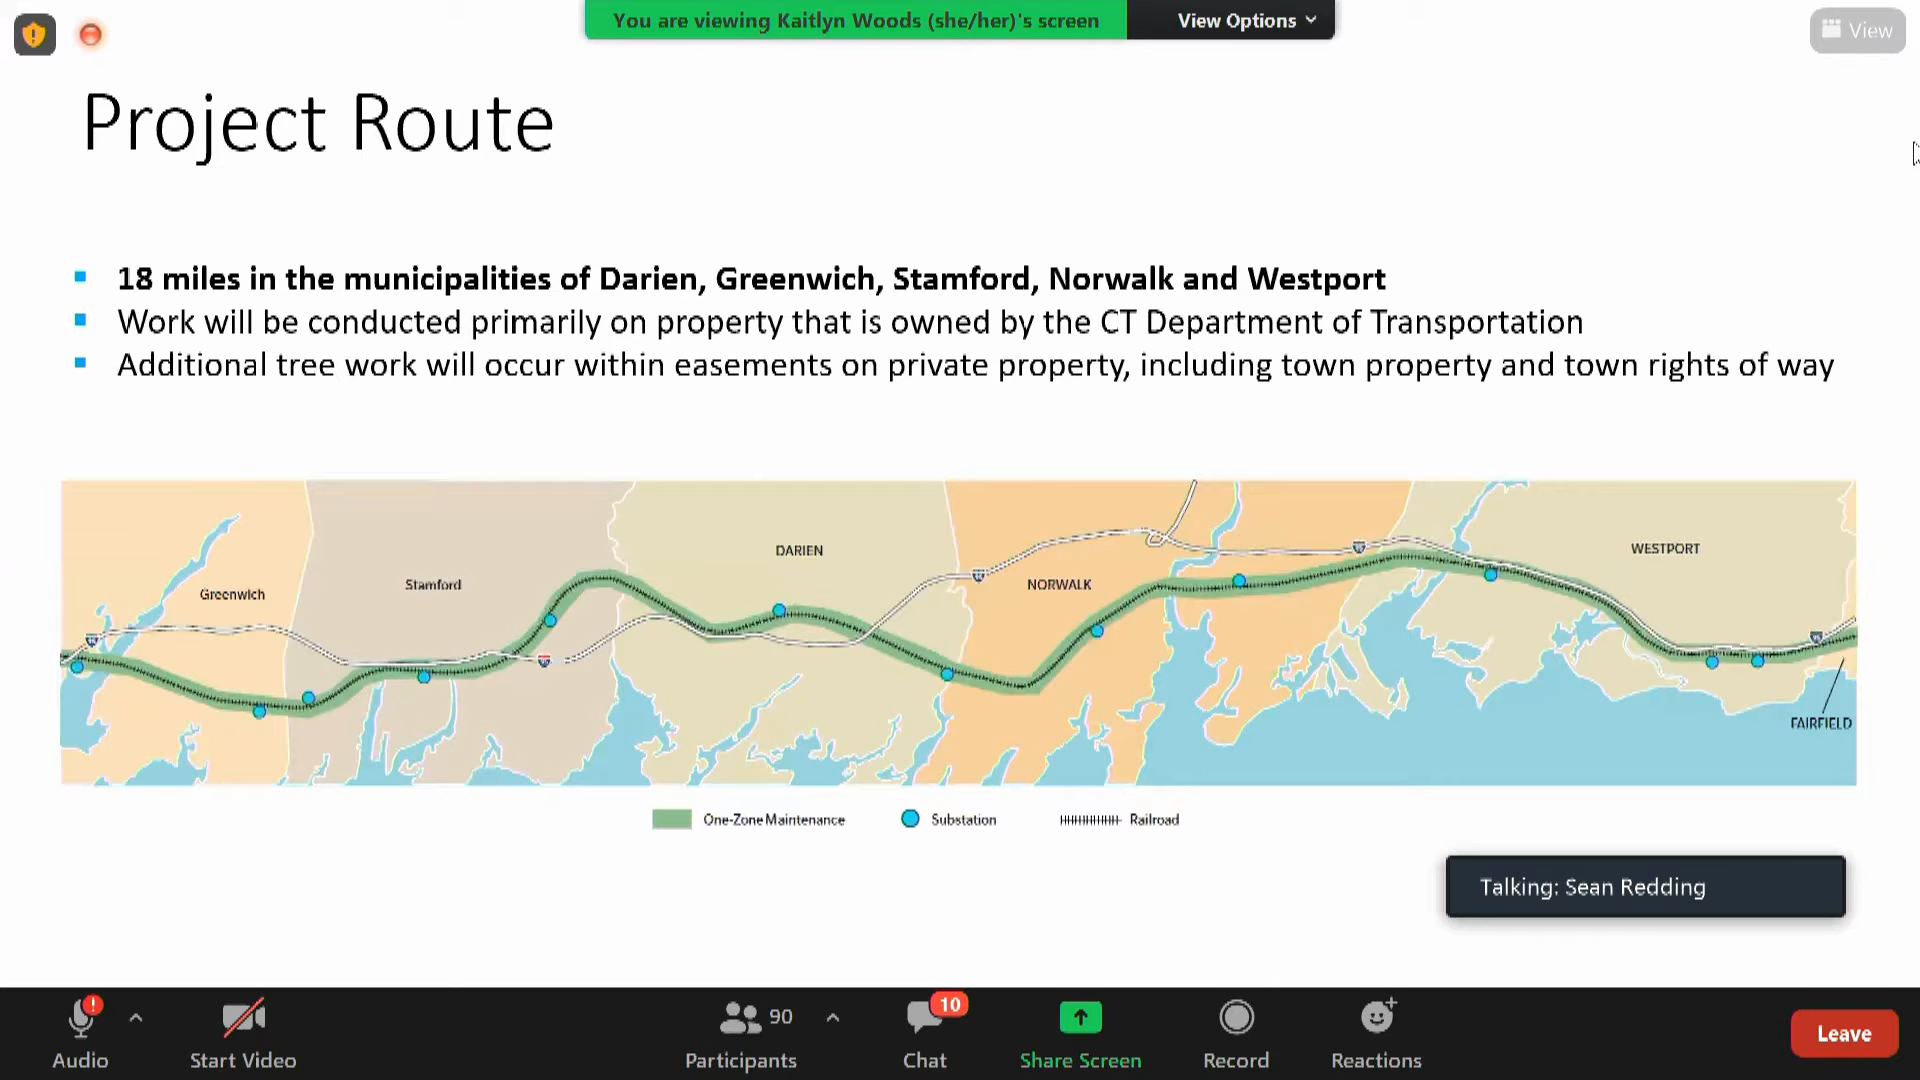 You are viewing Kaitlyn Woods (she/her)'s screen
View Options
View
Project Route
18 miles in the municipalities of Darien, Greenwich, Stamford, Norwalk and Westport
Work will be conducted primarily on property that is owned by the CT Department of Transportation
Additional tree work will occur within easements on private property, including town property and town rights of way
DARIEN
WESTPORT
Greenwich
Stamford
NORWALK
FAIRFIELD
One-Zone Maintenance
Substation
Railroad
Talking: Sean Redding
90
10
Audio
Start Video
Participants
Chat
Share Screen
Record
Reactions
Leave